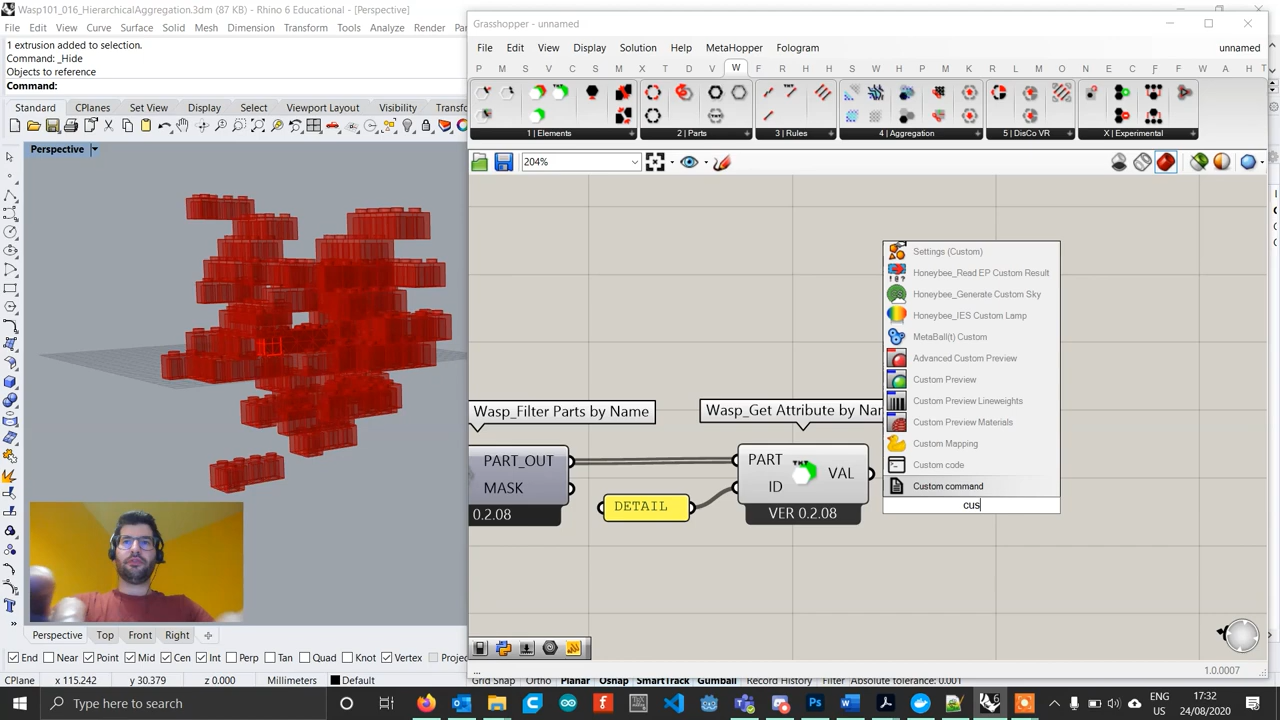 Wasp101_016_HierarchicalAggregation.3dm (87 KB) - Rhino 6 Educational - [Perspective]
File Edit View Curve Surface Solid Mesh Dimension Transform Tools Analyze Render
1 extrusion added to selection.
Command: _Hide
Objects to reference
Command:
Standard CPlanes Set View Display Select Viewport Layout Visibility Transfo
Perspective
Grasshopper - unnamed
File Edit View Display Solution Help MetaHopper Fologram unnamed
P M S V C S M X T D V W F R H H S W A M K R L M O N E C F V W A H T
1 | Elements 2 | Parts 3 | Rules 4 | Aggregation 5 | DisCo VR X | Experimental
204%
Settings (Custom)
Honeybee_Read EP Custom Result
Honeybee_Generate Custom Sky
Honeybee_IES Custom Lamp
MetaBall(t) Custom
Advanced Custom Preview
Custom Preview
Custom Preview Lineweights
Custom Preview Materials
Custom Mapping
Custom code
Custom command
cus
Wasp_Filter Parts by Name
PART_OUT
MASK
0.2.08
DETAIL
Wasp_Get Attribute by Nam
PART
ID
VAL
VER 0.2.08
...
1.0.0007
Perspective Top Front Right
End Near Point Mid Cen Int Perp Tan Quad Knot Vertex Projec
CPlane x 115.242 y 30.379 z 0.000 Millimeters Default Grid Snap Ortho Planar Osnap SmartTrack Gumball Record History Filter Absolute tolerance: 0.001
Type here to search
ENG
US
17:32
24/08/2020